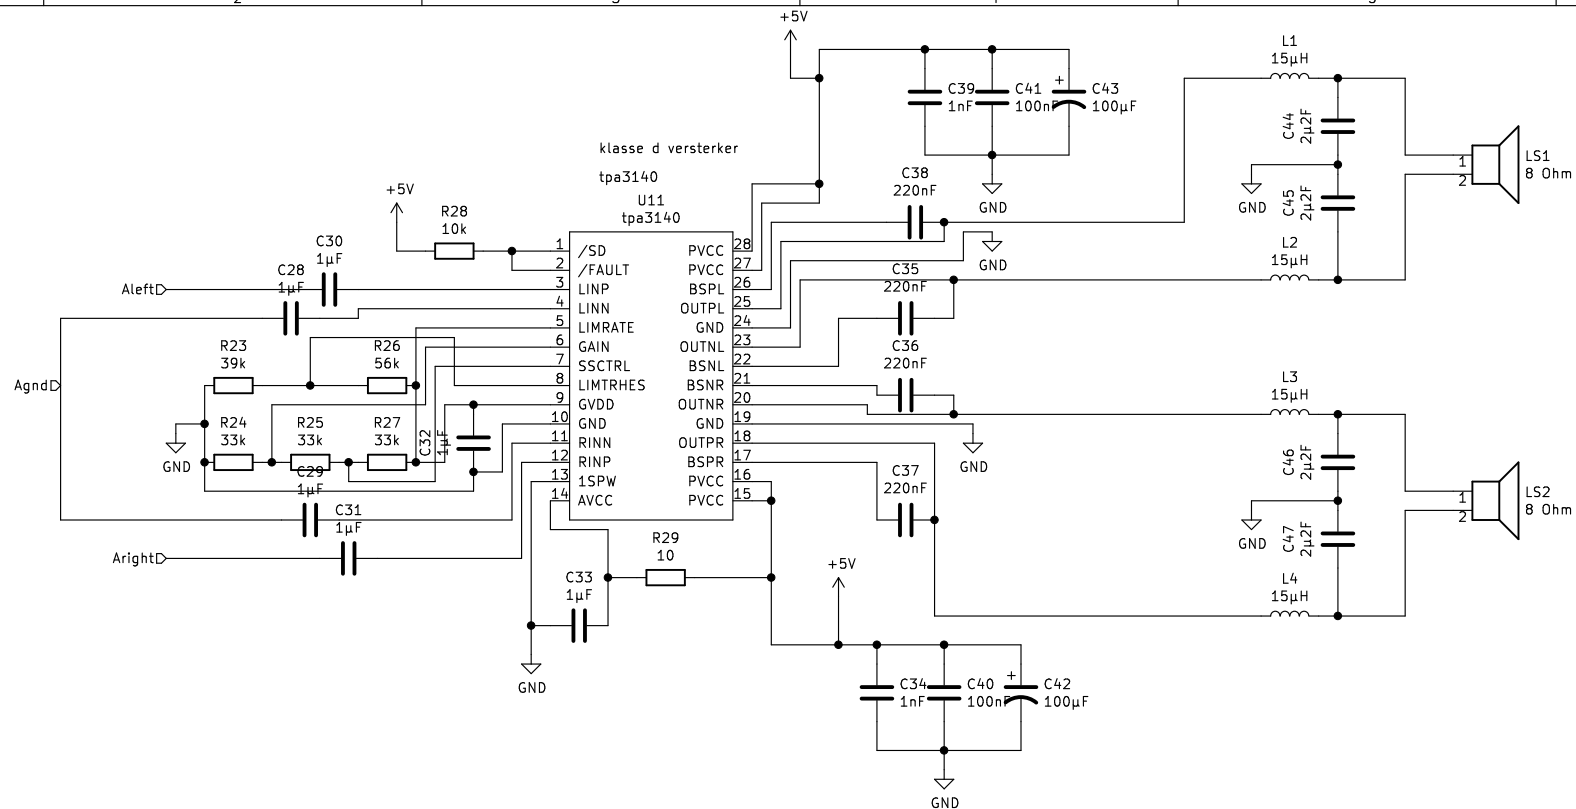 +5V
L1
15µH
C39
1nF
C41
100nF
+
C43
100µF
C44
2µ2F
1
2
LS1
8 Ohm
GND
C45
2µ2F
klasse d versterker
tpa3140
U11
tpa3140
C38
220nF
GND
GND
L2
15µH
+5V
R28
10k
C30
1µF
C28
1µF
Aleft
C35
220nF
1
2
3
4
5
6
7
8
9
10
11
12
13
14
/SD
/FAULT
LINP
LINN
LIMRATE
GAIN
SSCTRL
LIMTRHES
GVDD
GND
RINN
RINP
1SPW
AVCC
PVCC
PVCC
BSPL
OUTPL
GND
OUTNL
BSNL
BSNR
OUTNR
GND
OUTPR
BSPR
PVCC
PVCC
28
27
26
25
24
23
22
21
20
19
18
17
16
15
R23
39k
R26
56k
Agnd
R24
33k
R25
33k
R27
33k
C32
1µF
GND
C29
1µF
C31
1µF
Aright
C36
220nF
L3
15µH
GND
C37
220nF
C46
2µ2F
1
2
LS2
8 Ohm
GND
C47
2µ2F
L4
15µH
R29
10
C33
1µF
GND
+5V
C34
1nF
C40
100nF
+
C42
100µF
GND